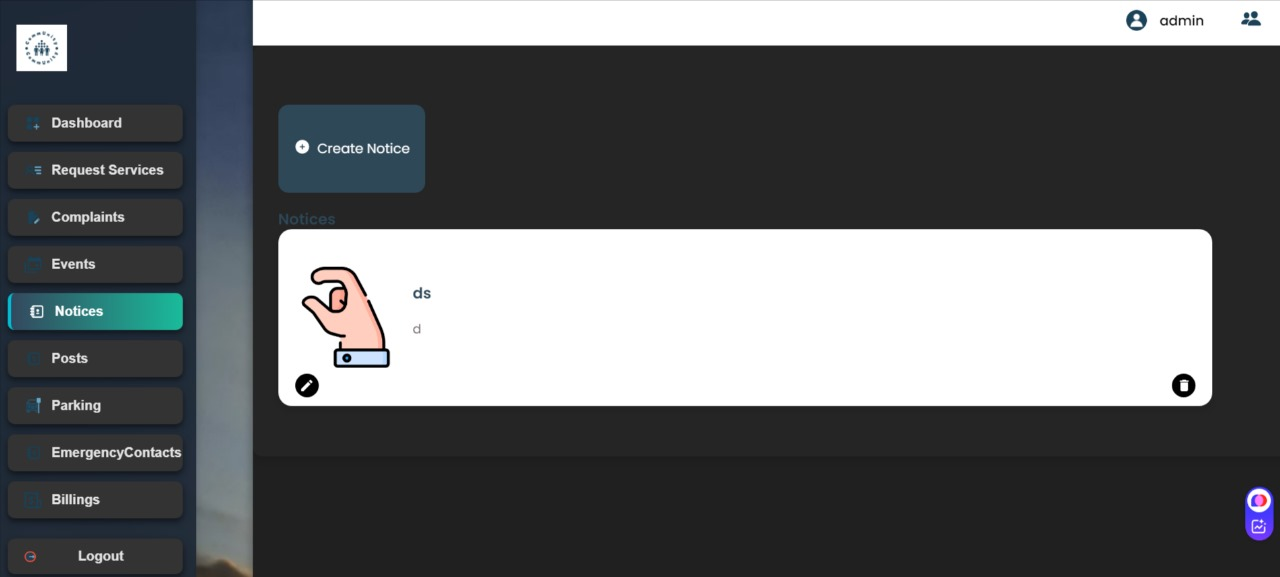 admin
Dashboard
Request Services
Complaints
Events
Notices
Posts
Parking
EmergencyContacts
Billings
Logout
Create Notice
Notices
ds
d